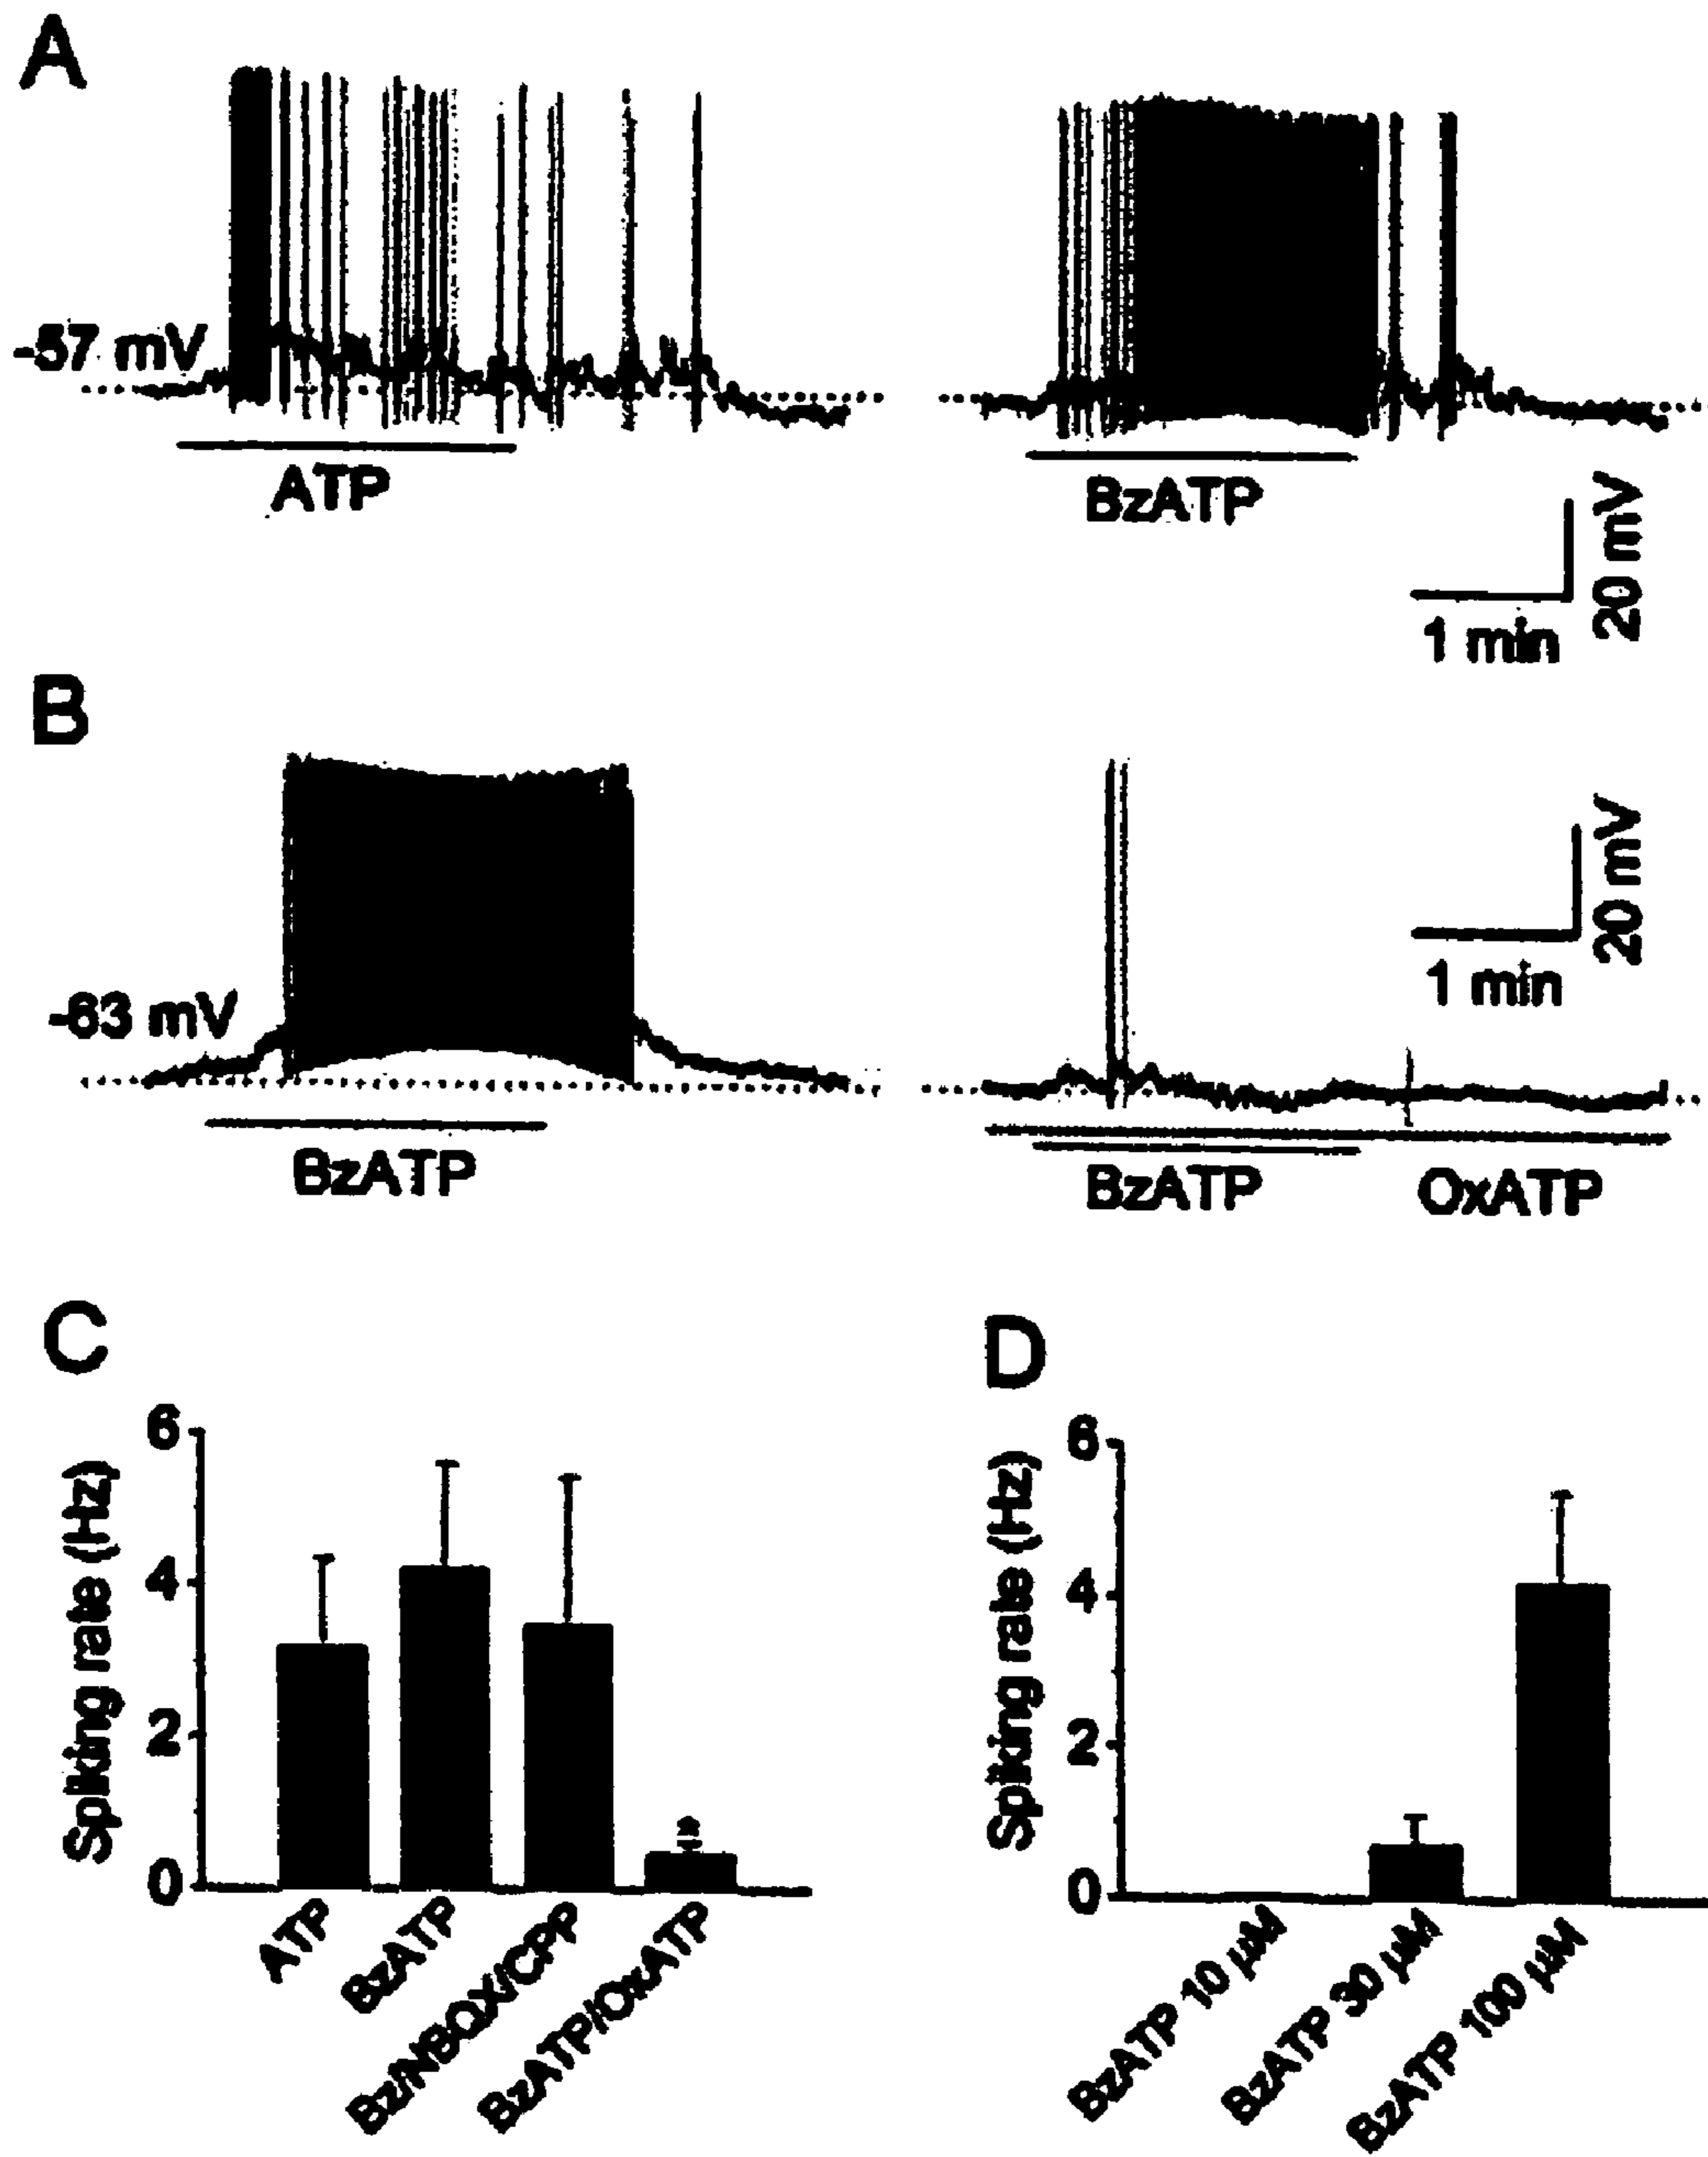 A
-57 mV
ATP
BzATP
20 mV
1 min
B
-63 mV
BzATP
20 mV
1 min
BzATP
OxATP
C
6
4
2
0
Spiking rate (Hz)
ATP
BzATP
Bz/NBQX/CPP
BzATP/OxATP
*
D
6
4
2
0
Spiking rate (Hz)
BzATP 10 µM
BzATP 30 µM
BzATP 100 µM